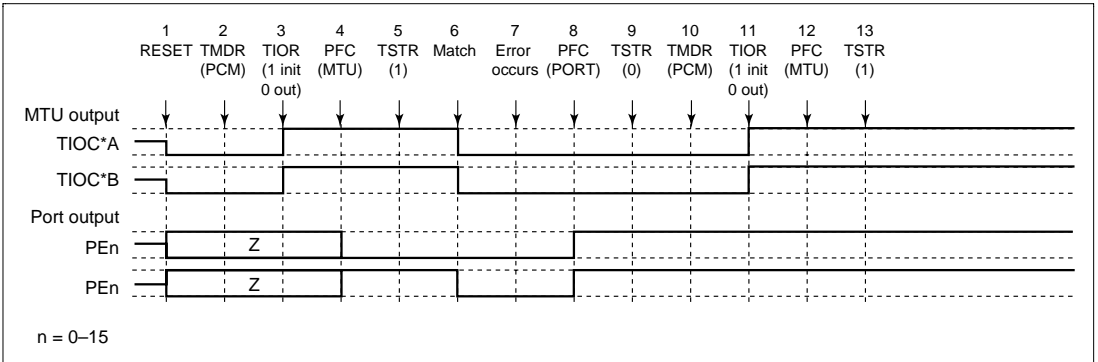 1 2 3 4 5 6 7 8 9 10 11 12 13
RESET TMDR TIOR PFC TSTR Match Error PFC TSTR TMDR TIOR PFC TSTR
(PCM) (1 init (MTU) (1) occurs (PORT) (0) (PCM) (1 init (MTU) (1)
0 out) 0 out)
MTU output
TIOC*A
TIOC*B
Port output
PEn Z
PEn Z
n = 0–15